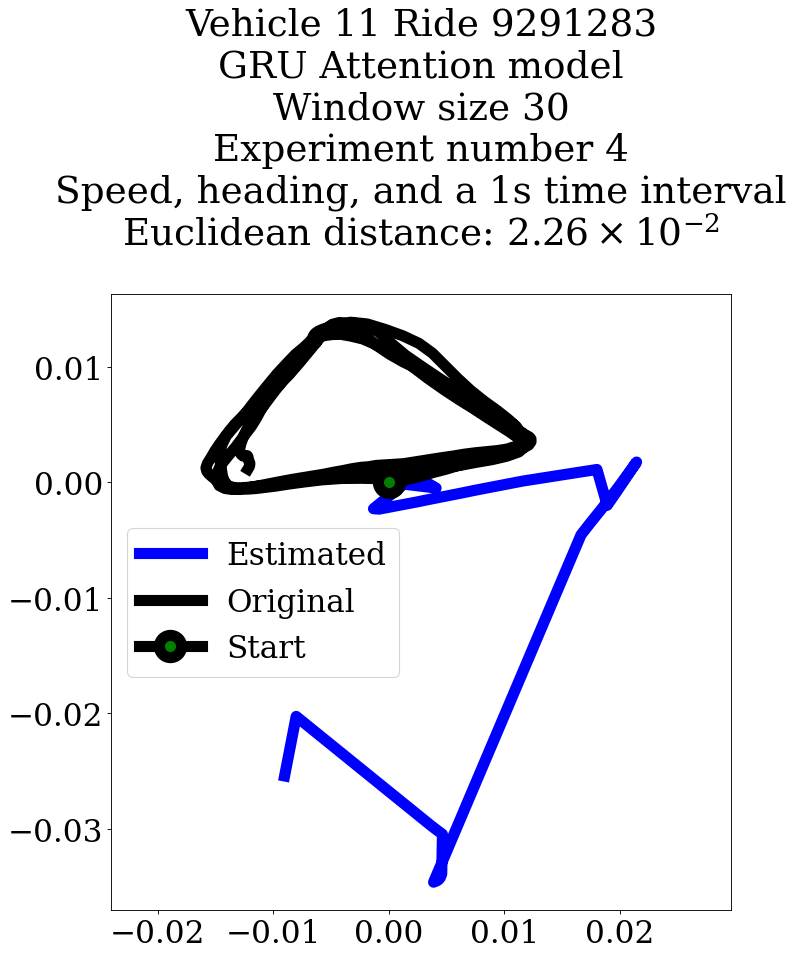 Vehicle 11 Ride 9291283
GRU Attention model
Window size 30
Experiment number 4
Speed, heading, and a 1s time interval
Euclidean distance: 2.26 × 10⁻²
0.01
0.00
−0.01
−0.02
−0.03
Estimated
Original
Start
−0.02 −0.01 0.00 0.01 0.02